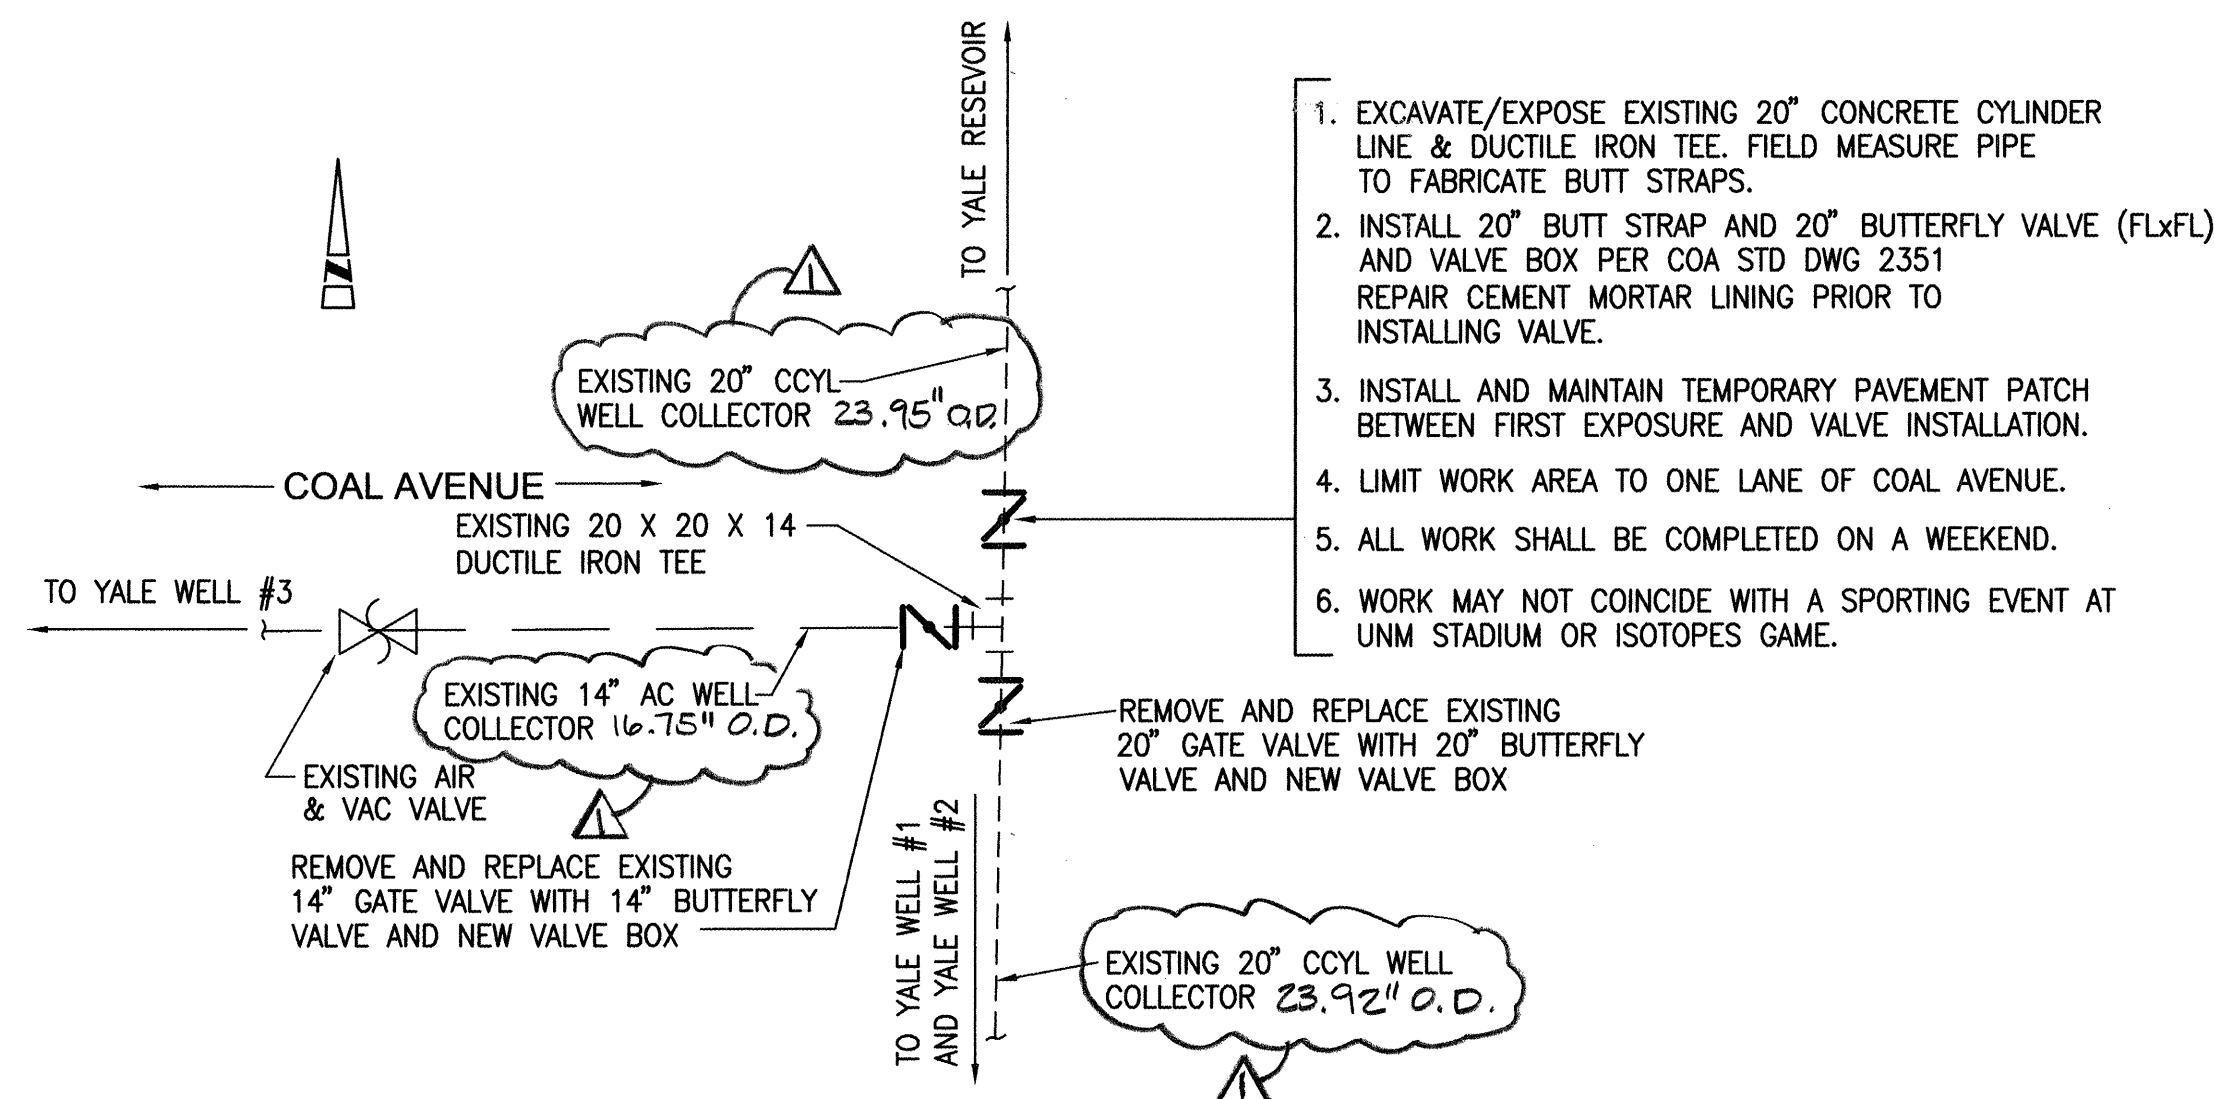 TO YALE RESEVOIR
N
1
EXISTING 20" CCYL
WELL COLLECTOR 23.95" O.D.
COAL AVENUE
EXISTING 20 X 20 X 14
DUCTILE IRON TEE
TO YALE WELL #3
EXISTING 14" AC WELL
COLLECTOR 16.75" O.D.
1
EXISTING AIR
& VAC VALVE
REMOVE AND REPLACE EXISTING
14" GATE VALVE WITH 14" BUTTERFLY
VALVE AND NEW VALVE BOX
TO YALE WELL #1
AND YALE WELL #2
1. EXCAVATE/EXPOSE EXISTING 20" CONCRETE CYLINDER
LINE & DUCTILE IRON TEE. FIELD MEASURE PIPE
TO FABRICATE BUTT STRAPS.
2. INSTALL 20" BUTT STRAP AND 20" BUTTERFLY VALVE (FLxFL)
AND VALVE BOX PER COA STD DWG 2351
REPAIR CEMENT MORTAR LINING PRIOR TO
INSTALLING VALVE.
3. INSTALL AND MAINTAIN TEMPORARY PAVEMENT PATCH
BETWEEN FIRST EXPOSURE AND VALVE INSTALLATION.
4. LIMIT WORK AREA TO ONE LANE OF COAL AVENUE.
5. ALL WORK SHALL BE COMPLETED ON A WEEKEND.
6. WORK MAY NOT COINCIDE WITH A SPORTING EVENT AT
UNM STADIUM OR ISOTOPES GAME.
REMOVE AND REPLACE EXISTING
20" GATE VALVE WITH 20" BUTTERFLY
VALVE AND NEW VALVE BOX
EXISTING 20" CCYL WELL
COLLECTOR 23.92" O.D.
1